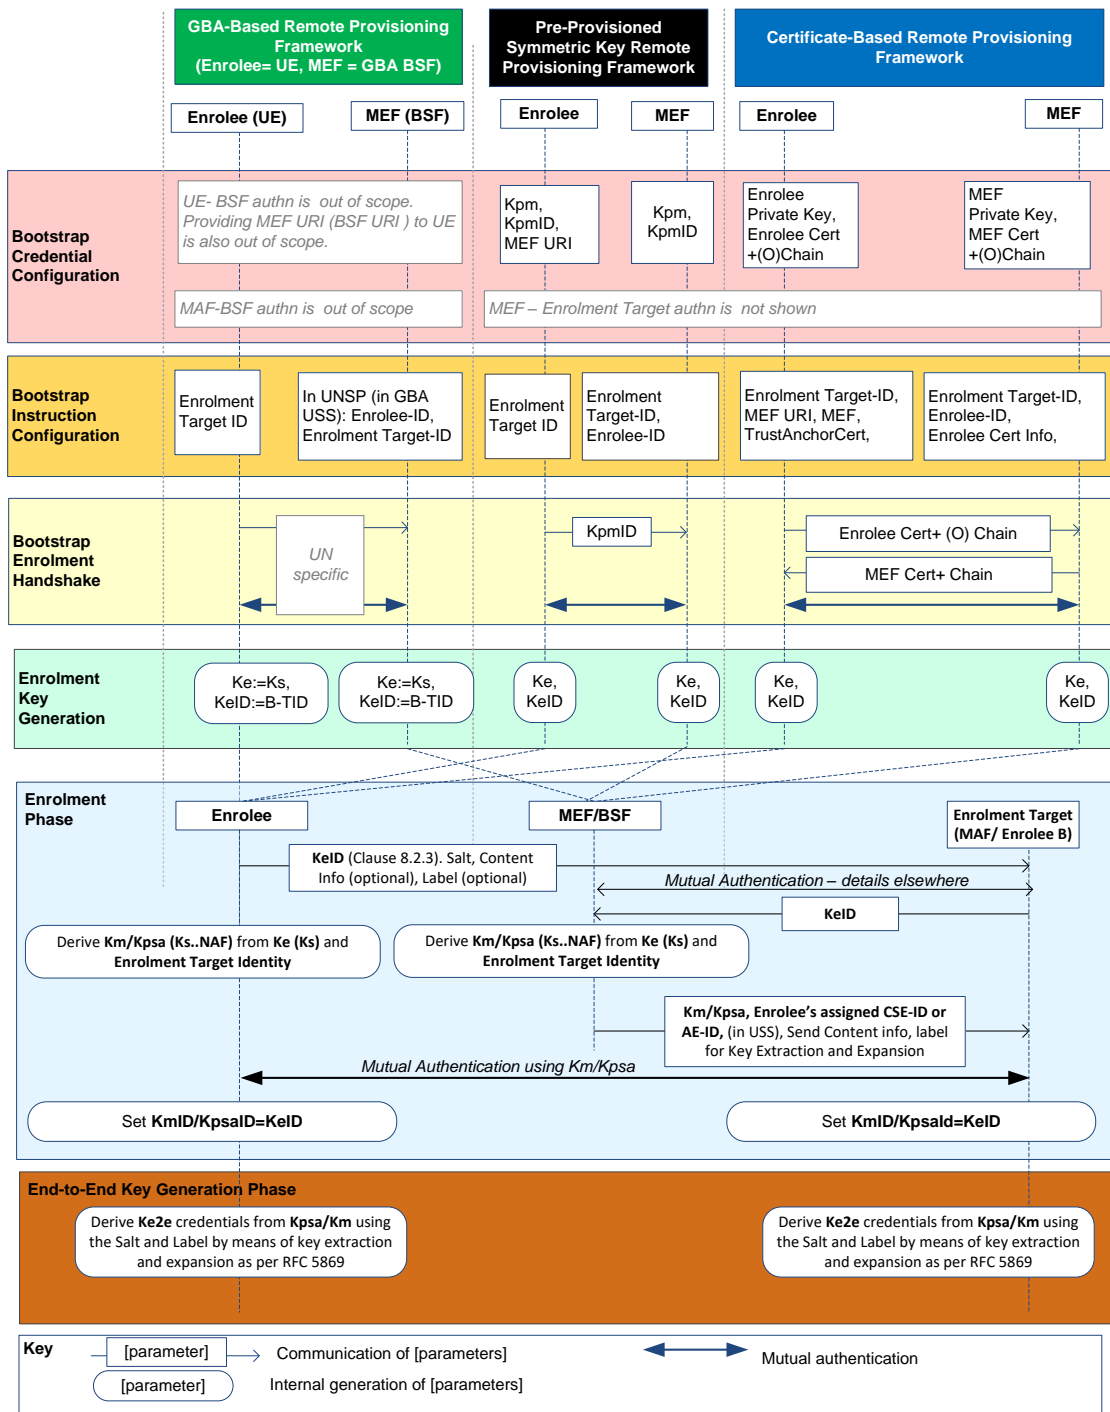 GBA-Based Remote Provisioning
Framework
(Enrolee= UE, MEF = GBA BSF)
Pre-Provisioned
Symmetric Key Remote
Provisioning Framework
Certificate-Based Remote Provisioning
Framework
Enrolee (UE)
MEF (BSF)
Enrolee
MEF
Enrolee
MEF
Bootstrap
Credential
Configuration
UE- BSF authn is  out of scope.
Providing MEF URI (BSF URI ) to UE
is also out of scope.
Kpm,
KpmID,
MEF URI
Kpm,
KpmID
Enrolee
Private Key,
Enrolee Cert
+(O)Chain
MEF
Private Key,
MEF Cert
+(O)Chain
MAF-BSF authn is  out of scope
MEF – Enrolment Target authn is  not shown
Bootstrap
Instruction
Configuration
Enrolment
Target ID
In UNSP (in GBA
USS): Enrolee-ID,
Enrolment Target-ID
Enrolment
Target ID
Enrolment
Target-ID,
Enrolee-ID
Enrolment Target-ID,
MEF URI, MEF,
TrustAnchorCert,
Enrolment Target-ID,
Enrolee-ID,
Enrolee Cert Info,
Bootstrap
Enrolment
Handshake
UN
specific
KpmID
Enrolee Cert+ (O) Chain
MEF Cert+ Chain
Enrolment
Key
Generation
Ke:=Ks,
KeID:=B-TID
Ke:=Ks,
KeID:=B-TID
Ke,
KeID
Ke,
KeID
Ke,
KeID
Ke,
KeID
Enrolment
Phase
Enrolee
MEF/BSF
Enrolment Target
(MAF/ Enrolee B)
KeID (Clause 8.2.3). Salt, Content
Info (optional), Label (optional)
Mutual Authentication – details elsewhere
KeID
Derive Km/Kpsa (Ks..NAF) from Ke (Ks) and
Enrolment Target Identity
Derive Km/Kpsa (Ks..NAF) from Ke (Ks) and
Enrolment Target Identity
Km/Kpsa, Enrolee’s assigned CSE-ID or
AE-ID, (in USS), Send Content info, label
for Key Extraction and Expansion
Mutual Authentication using Km/Kpsa
Set KmID/KpsaID=KeID
Set KmID/KpsaId=KeID
End-to-End Key Generation Phase
Derive Ke2e credentials from Kpsa/Km using
the Salt and Label by means of key extraction
and expansion as per RFC 5869
Derive Ke2e credentials from Kpsa/Km using
the Salt and Label by means of key extraction
and expansion as per RFC 5869
Key
[parameter]
Communication of [parameters]
Mutual authentication
[parameter]
Internal generation of [parameters]